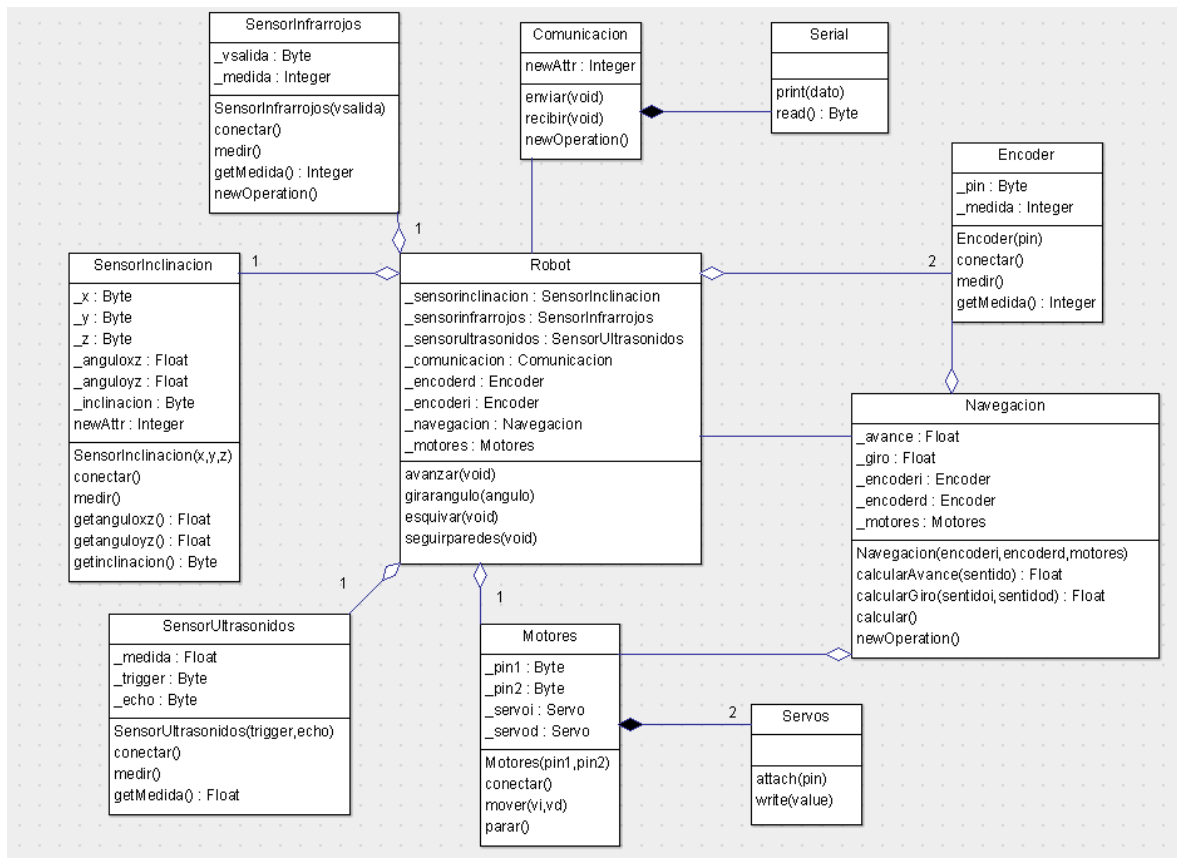 SensorInfrarrojos
_vsalida : Byte
_medida : Integer
SensorInfrarrojos(vsalida)
conectar()
medir()
getMedida() : Integer
newOperation()
1
Comunicacion
newAttr : Integer
enviar(void)
recibir(void)
newOperation()
Serial
print(dato)
read() : Byte
Encoder
_pin : Byte
_medida : Integer
Encoder(pin)
conectar()
medir()
getMedida() : Integer
2
SensorInclinacion
_x : Byte
_y : Byte
_z : Byte
_anguloxz : Float
_anguloyz : Float
_inclinacion : Byte
newAttr : Integer
SensorInclinacion(x,y,z)
conectar()
medir()
getanguloxz() : Float
getanguloyz() : Float
getinclinacion() : Byte
1
Robot
_sensorinclinacion : SensorInclinacion
_sensorinfrarrojos : SensorInfrarrojos
_sensorultrasonidos : SensorUltrasonidos
_comunicacion : Comunicacion
_encoderd : Encoder
_encoderi : Encoder
_navegacion : Navegacion
_motores : Motores
avanzar(void)
girarangulo(angulo)
esquivar(void)
seguirparedes(void)
Navegacion
_avance : Float
_giro : Float
_encoderi : Encoder
_encoderd : Encoder
_motores : Motores
Navegacion(encoderi,encoderd,motores)
calcularAvance(sentido) : Float
calcularGiro(sentidoi,sentidod) : Float
calcular()
newOperation()
1
SensorUltrasonidos
_medida : Float
_trigger : Byte
_echo : Byte
SensorUltrasonidos(trigger,echo)
conectar()
medir()
getMedida() : Float
1
Motores
_pin1 : Byte
_pin2 : Byte
_servoi : Servo
_servod : Servo
Motores(pin1,pin2)
conectar()
mover(vi,vd)
parar()
2
Servos
attach(pin)
write(value)